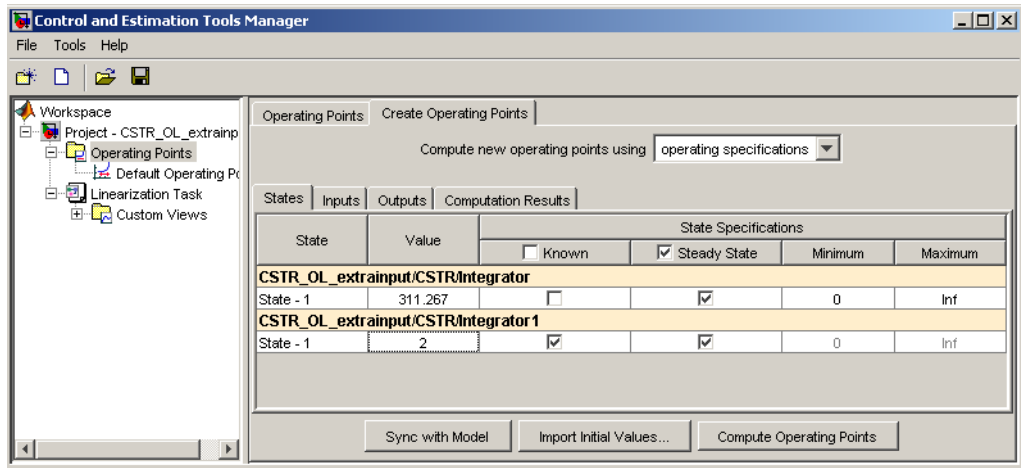 Control and Estimation Tools Manager
File Tools Help
Workspace
Project - CSTR_OL_extrainp
Operating Points
Default Operating Po
Linearization Task
Custom Views
Operating Points Create Operating Points
Compute new operating points using operating specifications
States Inputs Outputs Computation Results
State Value State Specifications
Known Steady State Minimum Maximum
CSTR_OL_extrainput/CSTR/Integrator
State - 1 311.267 0 Inf
CSTR_OL_extrainput/CSTR/Integrator1
State - 1 2 0 Inf
Sync with Model Import Initial Values... Compute Operating Points